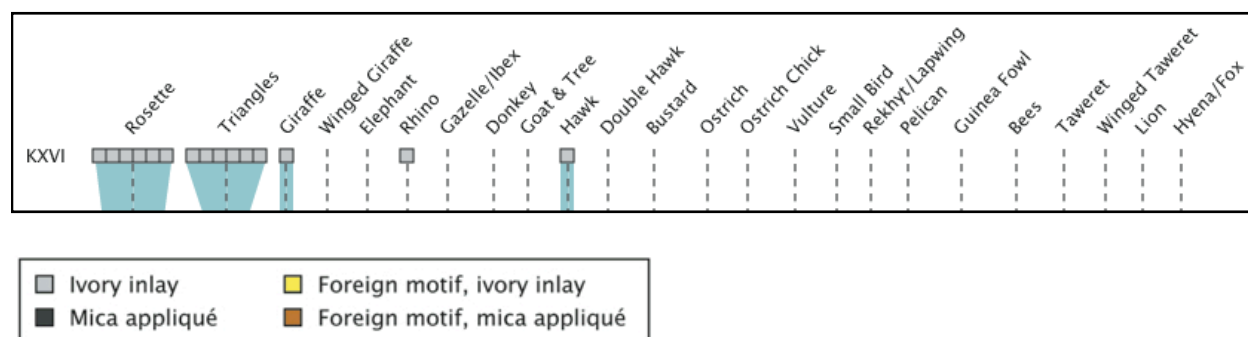 Rosette
Triangles
Giraffe
Winged Giraffe
Elephant
Rhino
Gazelle/Ibex
Donkey
Goat & Tree
Hawk
Double Hawk
Bustard
Ostrich
Ostrich Chick
Vulture
Small Bird
Rekhyt/Lapwing
Pelican
Guinea Fowl
Bees
Taweret
Winged Taweret
Lion
Hyena/Fox
KXVI
Ivory inlay
Foreign motif, ivory inlay
Mica appliqué
Foreign motif, mica appliqué